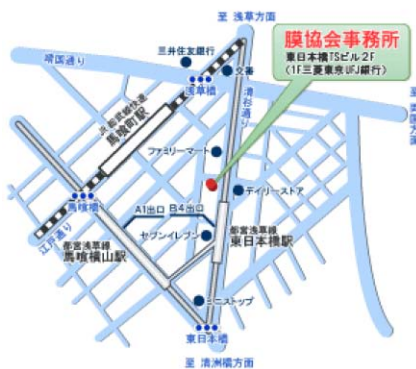 至 浅草方面
三井住友銀行
靖国通り
交番
浅草橋
清杉通り
膜協会事務所
東日本橋TSビル2F
(1F三菱東京UFJ銀行)
JR総武線快速
馬喰町駅
ファミリーマート
馬喰橋
A1出口
B4出口
デイリーストア
江戸通り
都営浅草線
東日本橋駅
都営浅草線
馬喰横山駅
セブンイレブン
ミニストップ
東日本橋
至 清洲橋方面